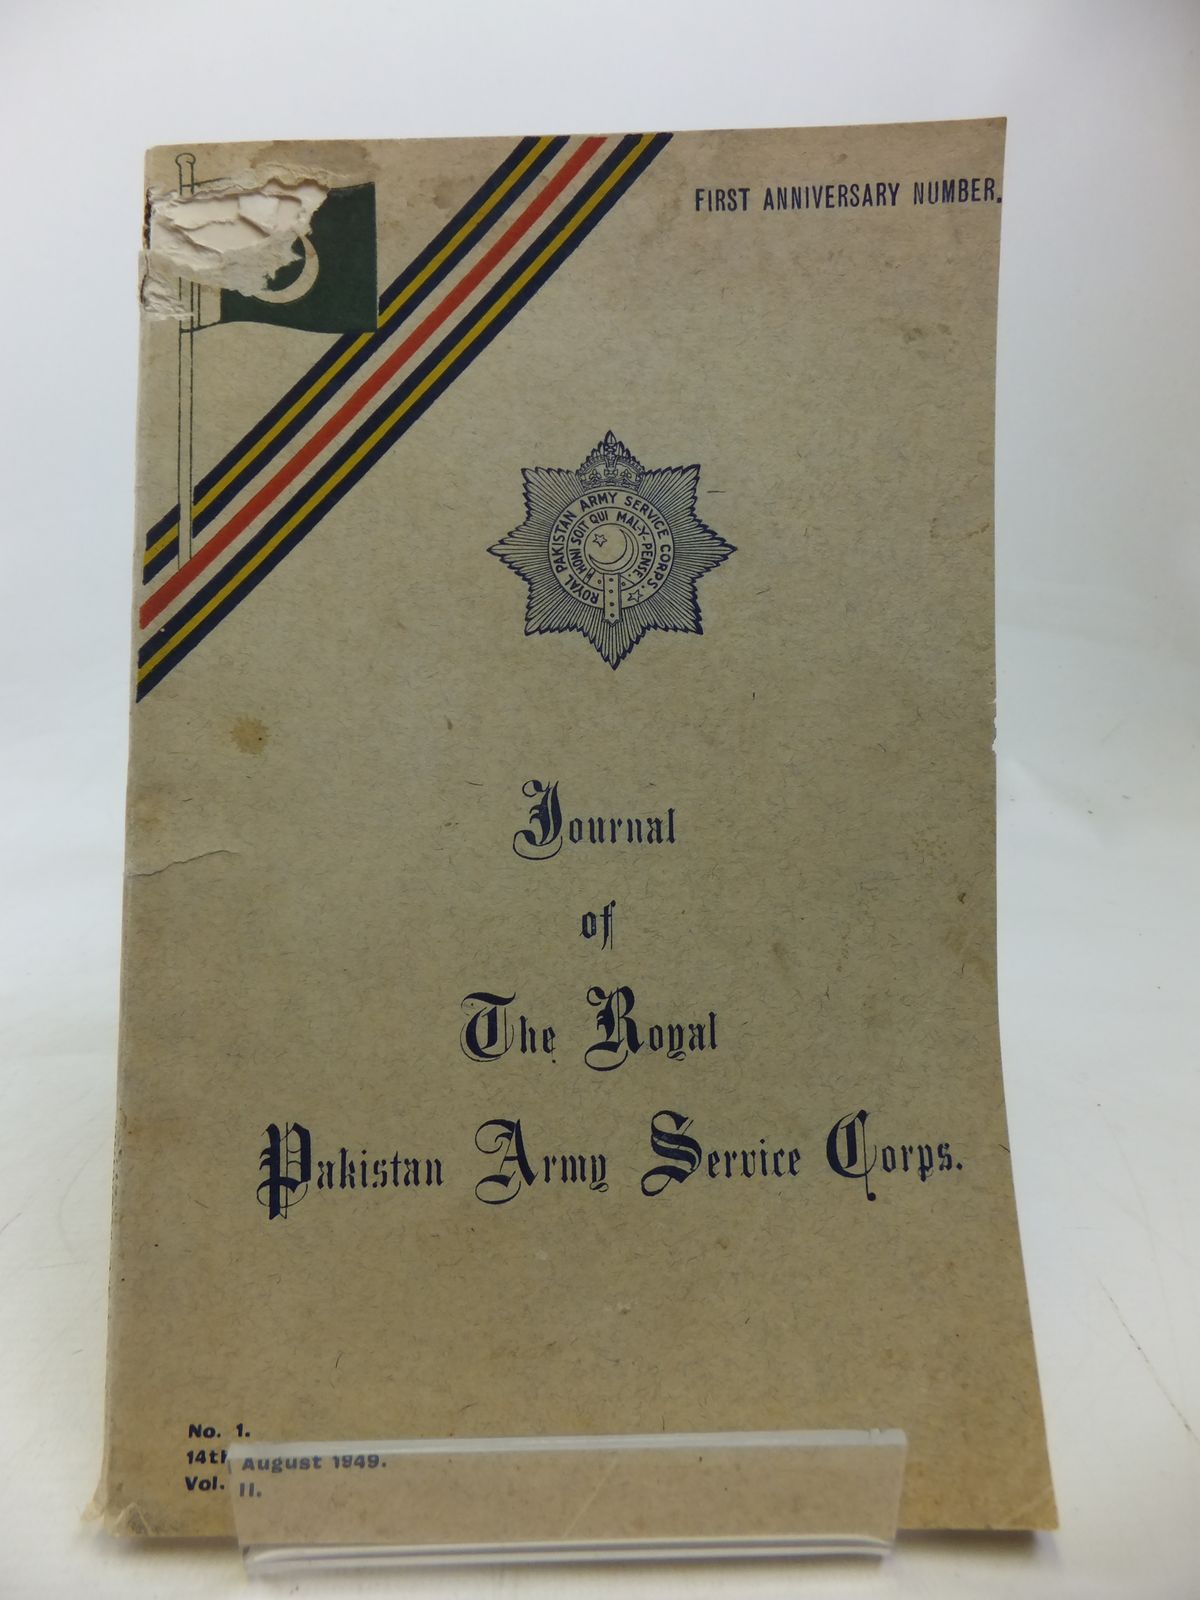 FIRST ANNIVERSARY NUMBER.
ROYAL PAKISTAN ARMY SERVICE CORPS.
HONI SOIT QUI MAL-Y-PENSE.
Journal
of
The Royal
Pakistan Army Service Corps.
No. 1.
14th August 1949.
Vol. II.